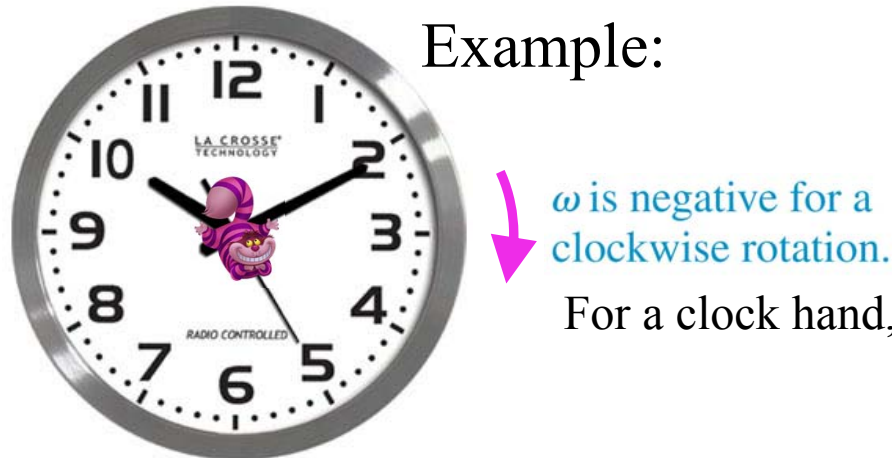 Example:
12
11
1
LA CROSSE
TECHNOLOGY
10
2
9
3
8
4
RADIO CONTROLLED
7
5
6
ω is negative for a
clockwise rotation.
For a clock hand,